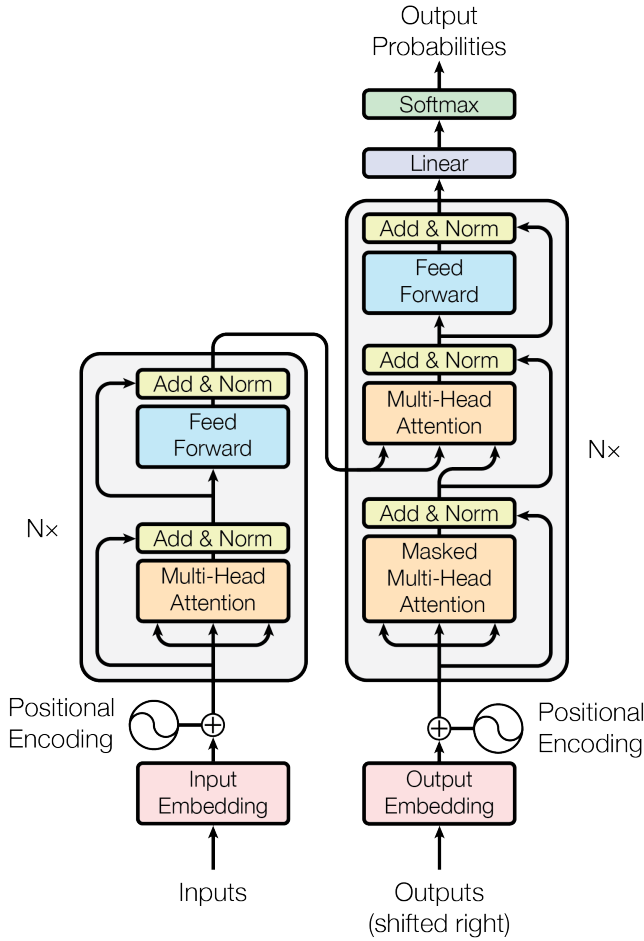 Output
Probabilities
Softmax
Linear
Add & Norm
Feed
Forward
Add & Norm
Multi-Head
Attention
Add & Norm
Masked
Multi-Head
Attention
Nx
Add & Norm
Feed
Forward
Add & Norm
Multi-Head
Attention
N×
Positional
Encoding
Positional
Encoding
Input
Embedding
Output
Embedding
Inputs
Outputs
(shifted right)